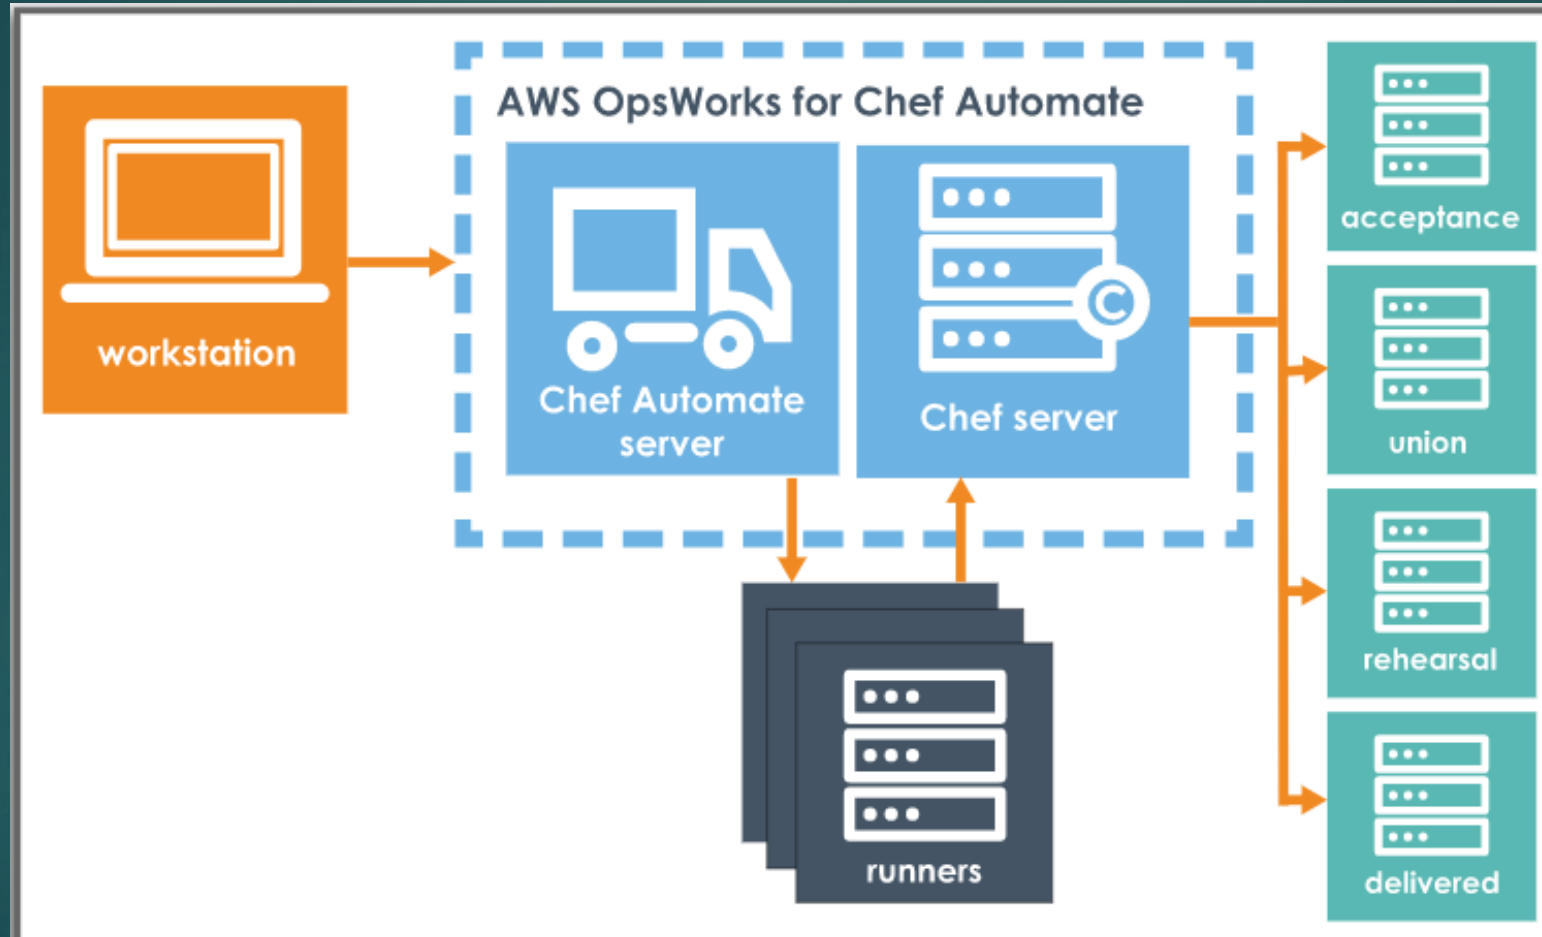 AWS OpsWorks for Chef Automate
workstation
Chef Automate
server
Chef server
C
runners
acceptance
union
rehearsal
delivered